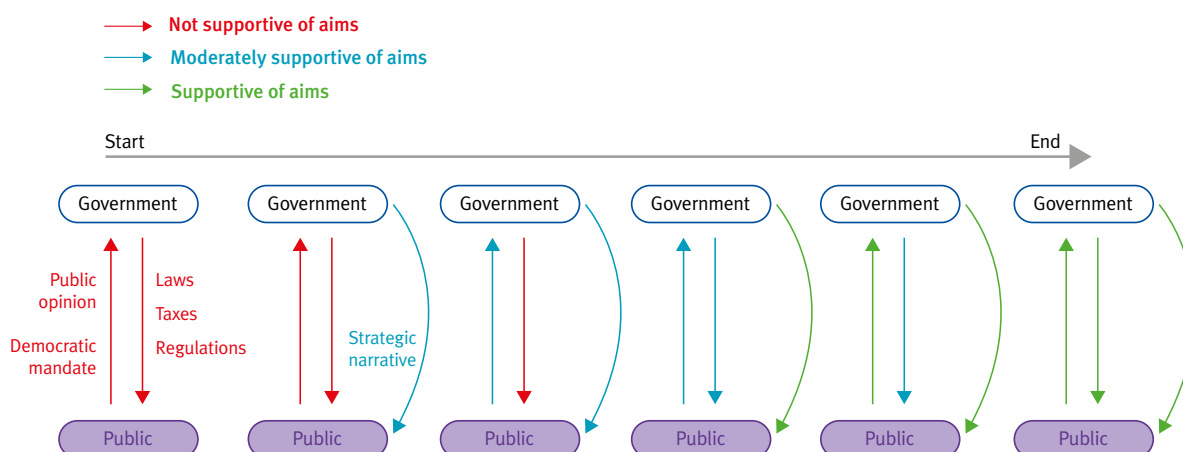 Not supportive of aims
Moderately supportive of aims
Supportive of aims
Start
End
Government
Government
Government
Government
Government
Government
Public
opinion
Democratic
mandate
Laws
Taxes
Regulations
Strategic
narrative
Public
Public
Public
Public
Public
Public